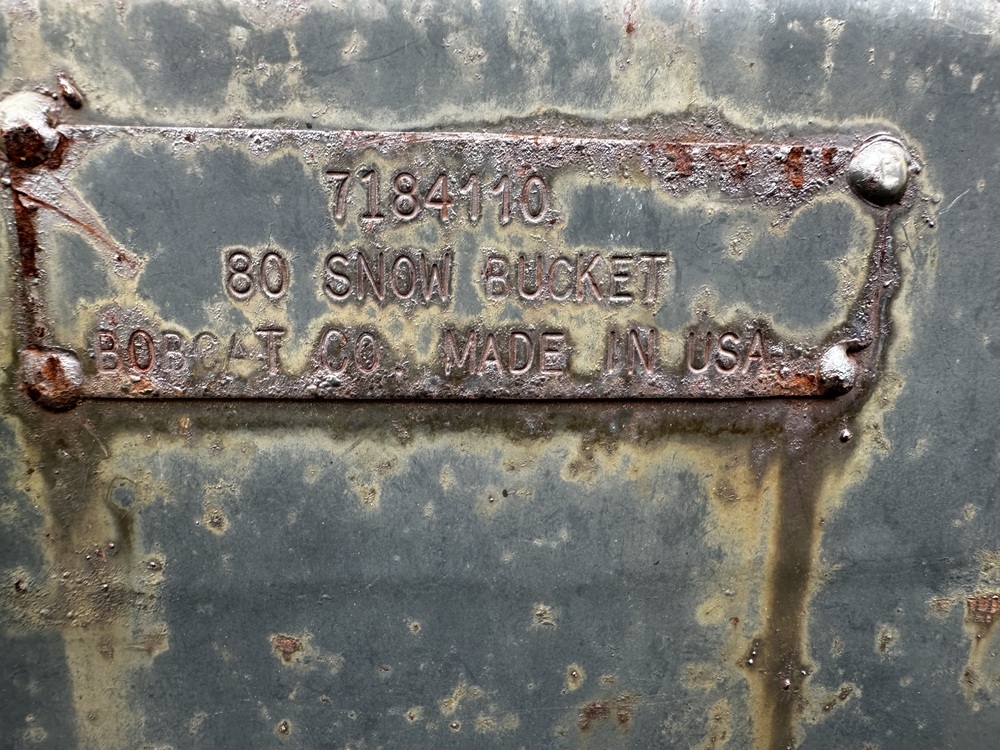 7184110
80 SNOW BUCKET
BOBCAT CO. MADE IN USA